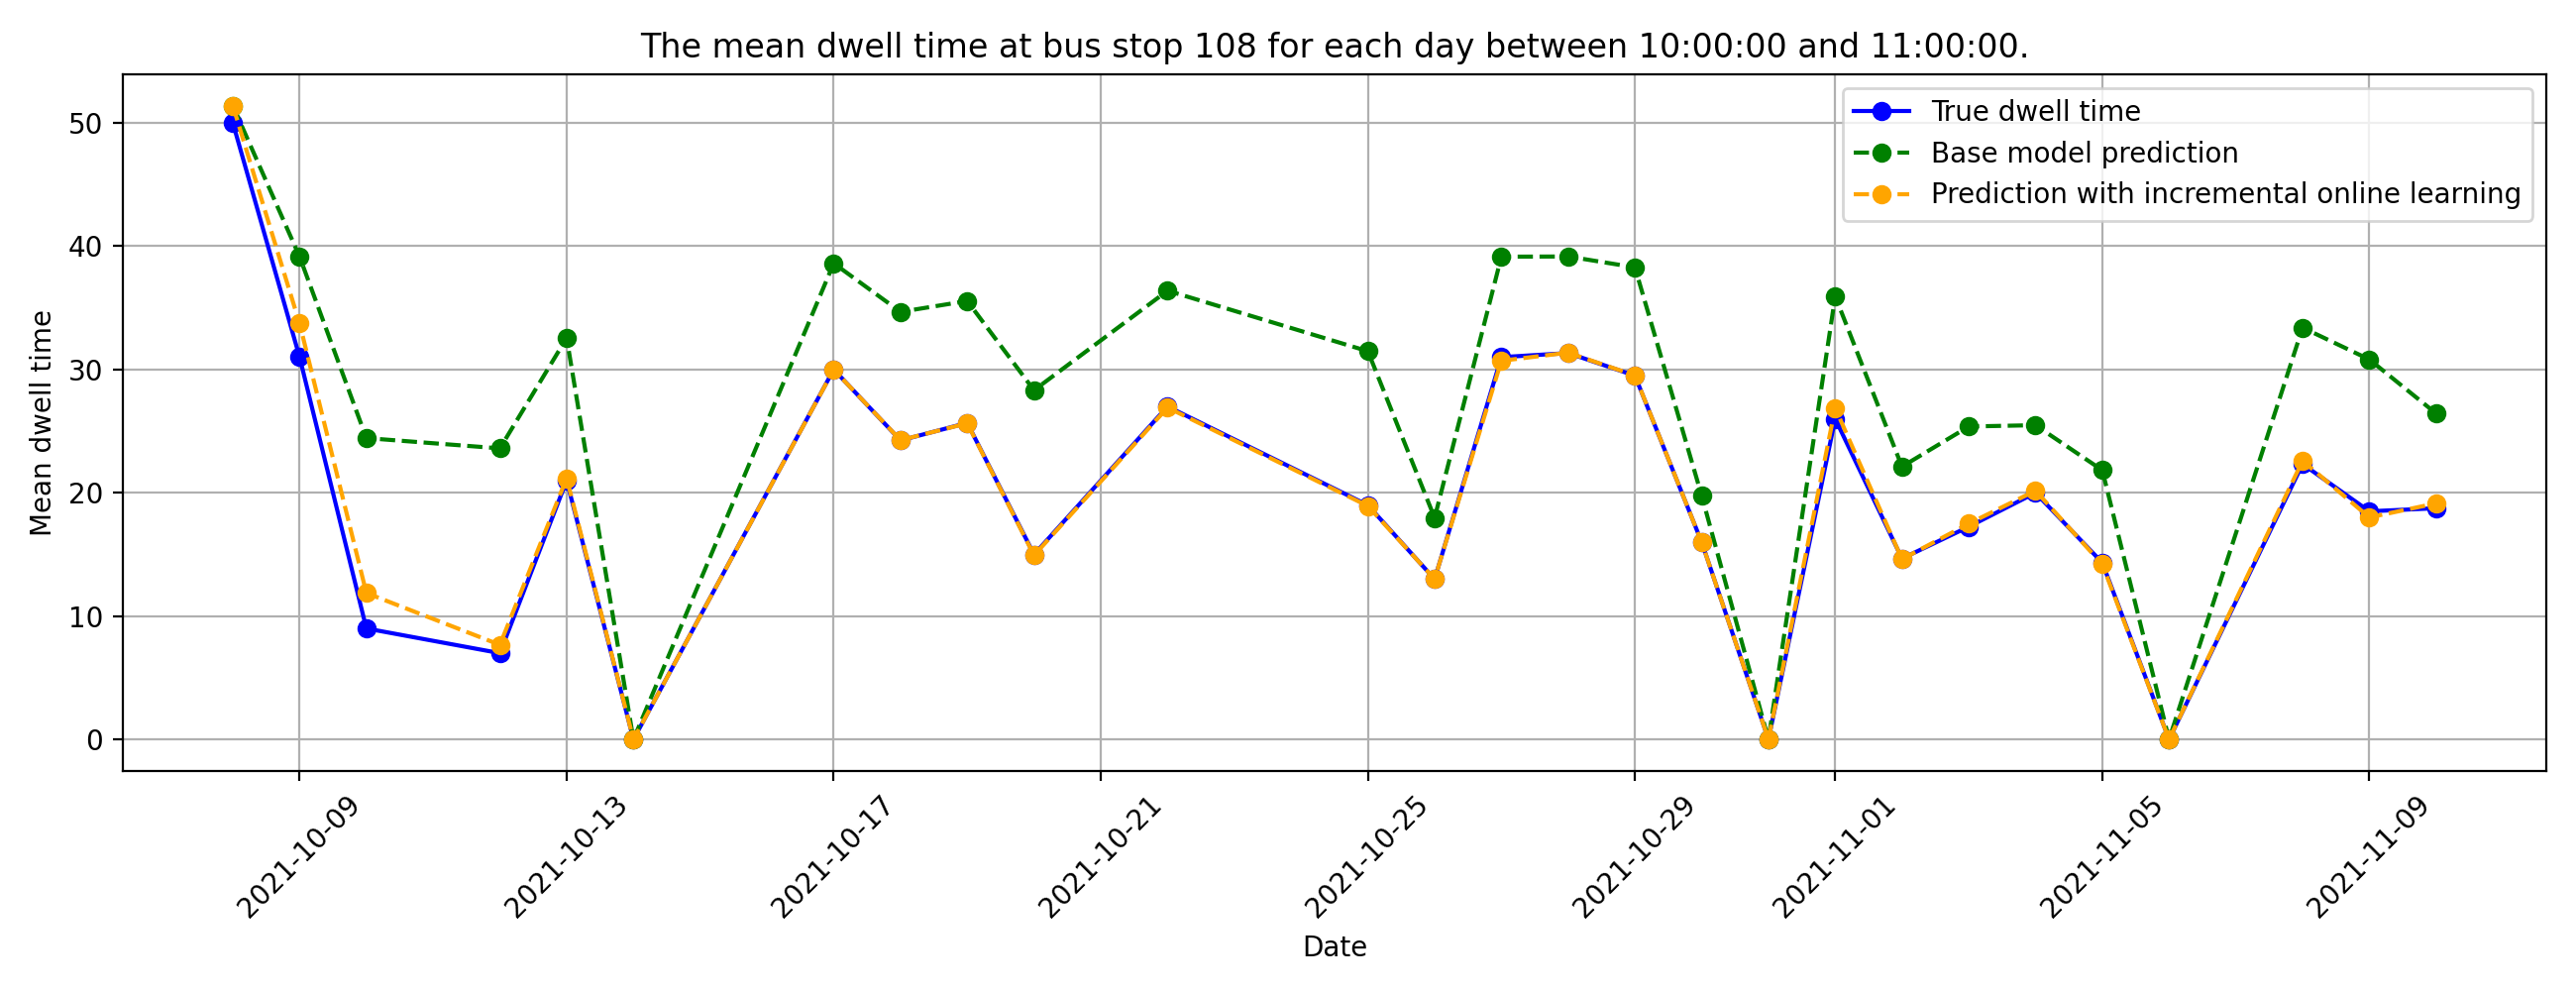 The mean dwell time at bus stop 108 for each day between 10:00:00 and 11:00:00.
True dwell time
Base model prediction
Prediction with incremental online learning
Mean dwell time
50
40
30
20
10
0
2021-10-09
2021-10-13
2021-10-17
2021-10-21
2021-10-25
2021-10-29
2021-11-01
2021-11-05
2021-11-09
Date